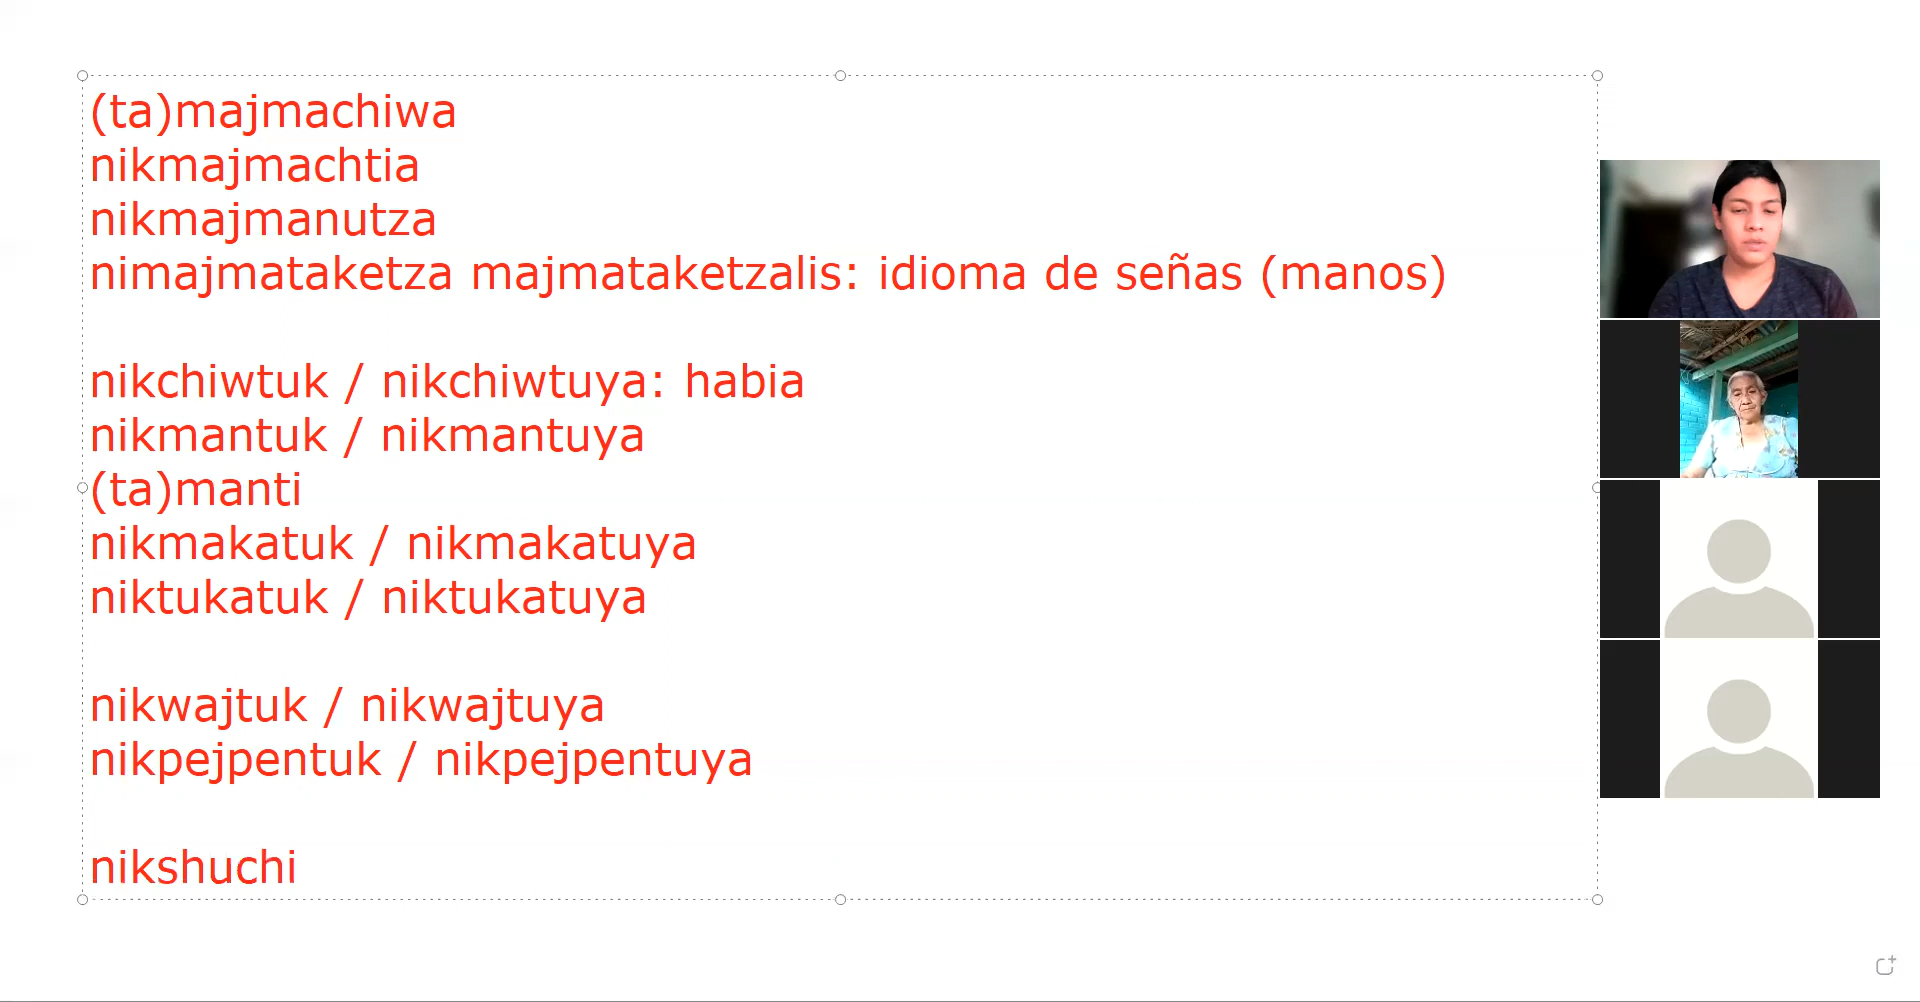 (ta)majmachiwa
nikmajmachtia
nikmajmanutza
nimajmataketza majmataketzalis: idioma de señas (manos)
nikchiwtuk / nikchiwtuya: habia
nikmantuk / nikmantuya
(ta)manti
nikmakatuk / nikmakatuya
niktukatuk / niktukatuya
nikwajtuk / nikwajtuya
nikpejpentuk / nikpejpentuya
nikshuchi